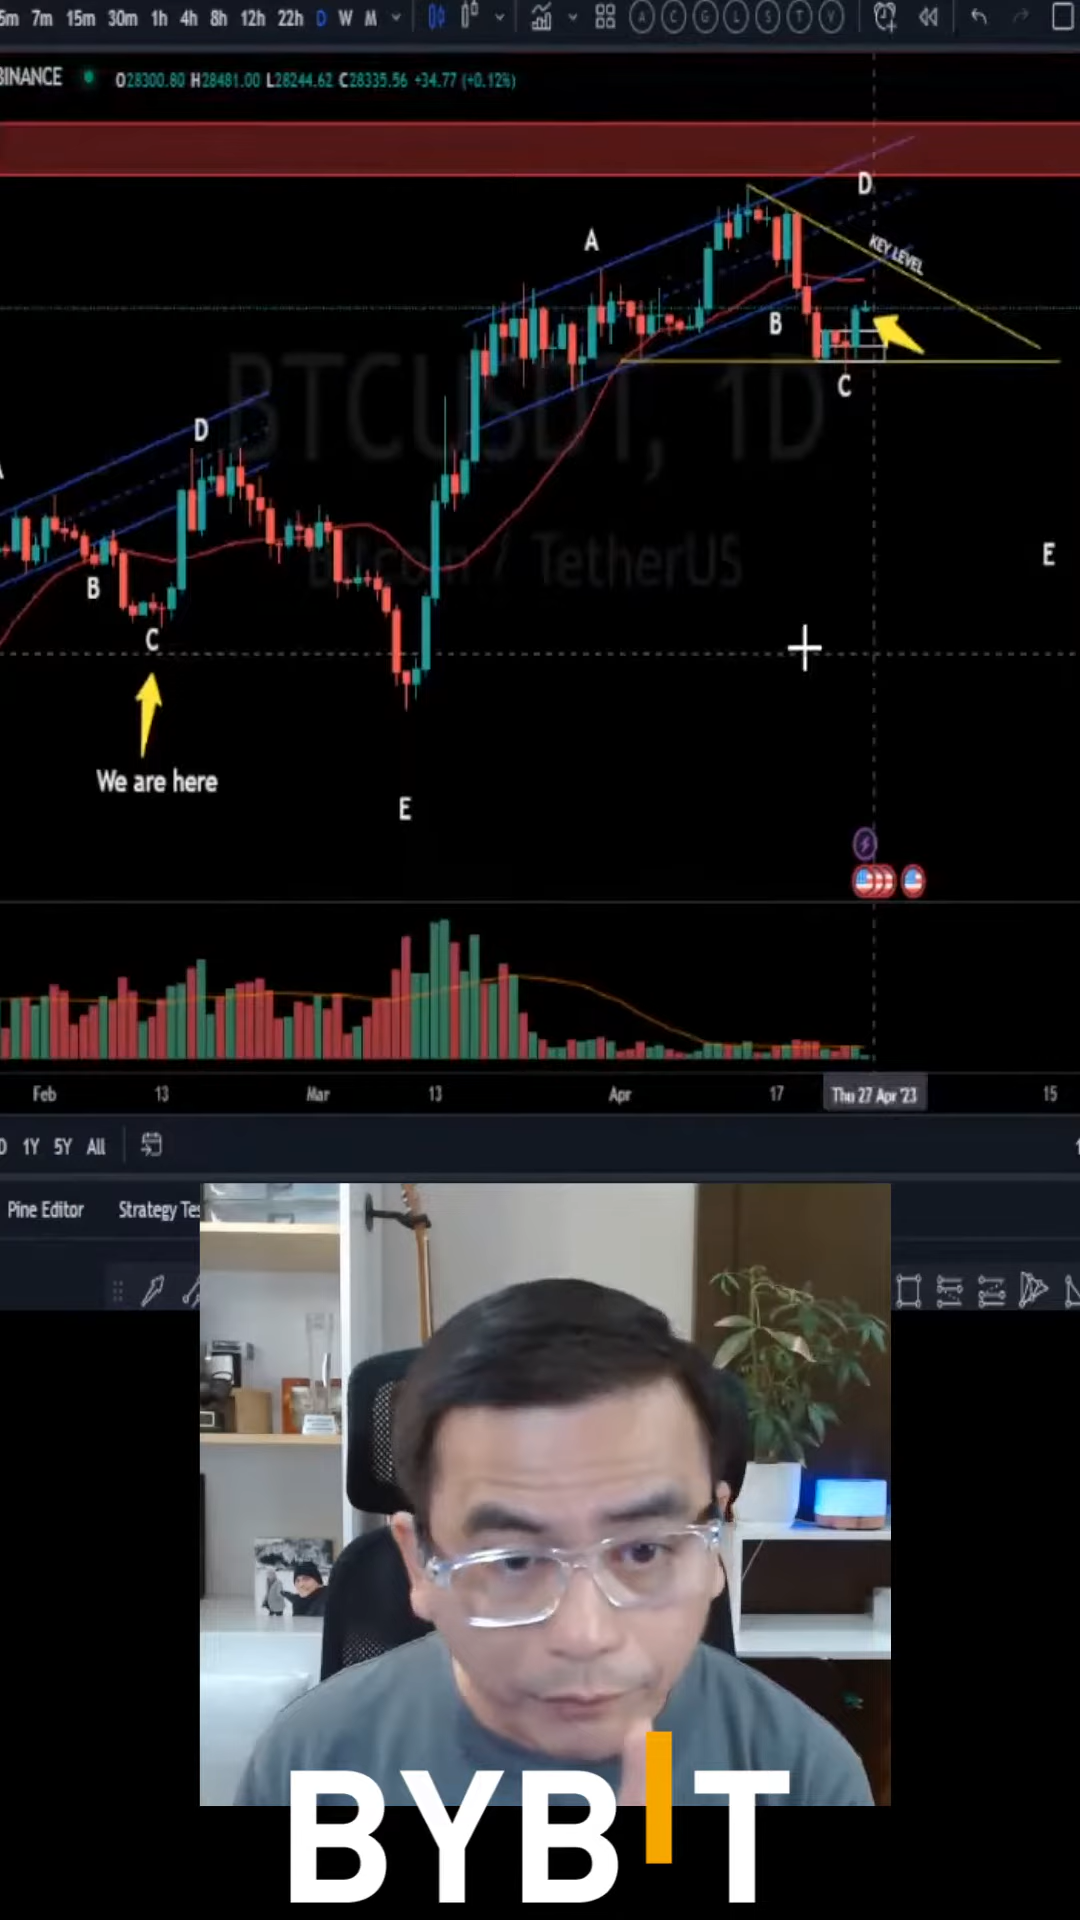 5m 7m 15m 30m 1h 4h 8h 12h 22h D W M
A C G L S T V
BINANCE O28300.80 H28481.00 L28244.62 C28335.56 +34.77 (+0.12%)
D
A
KEY LEVEL
B
C
BTCUSDT, 1D
D
Bitcoin / TetherUS
E
B
C
We are here
E
Feb 13 Mar 13 Apr 17 Thu 27 Apr '23 15
1Y 5Y All
Pine Editor Strategy Tes
BYBIT